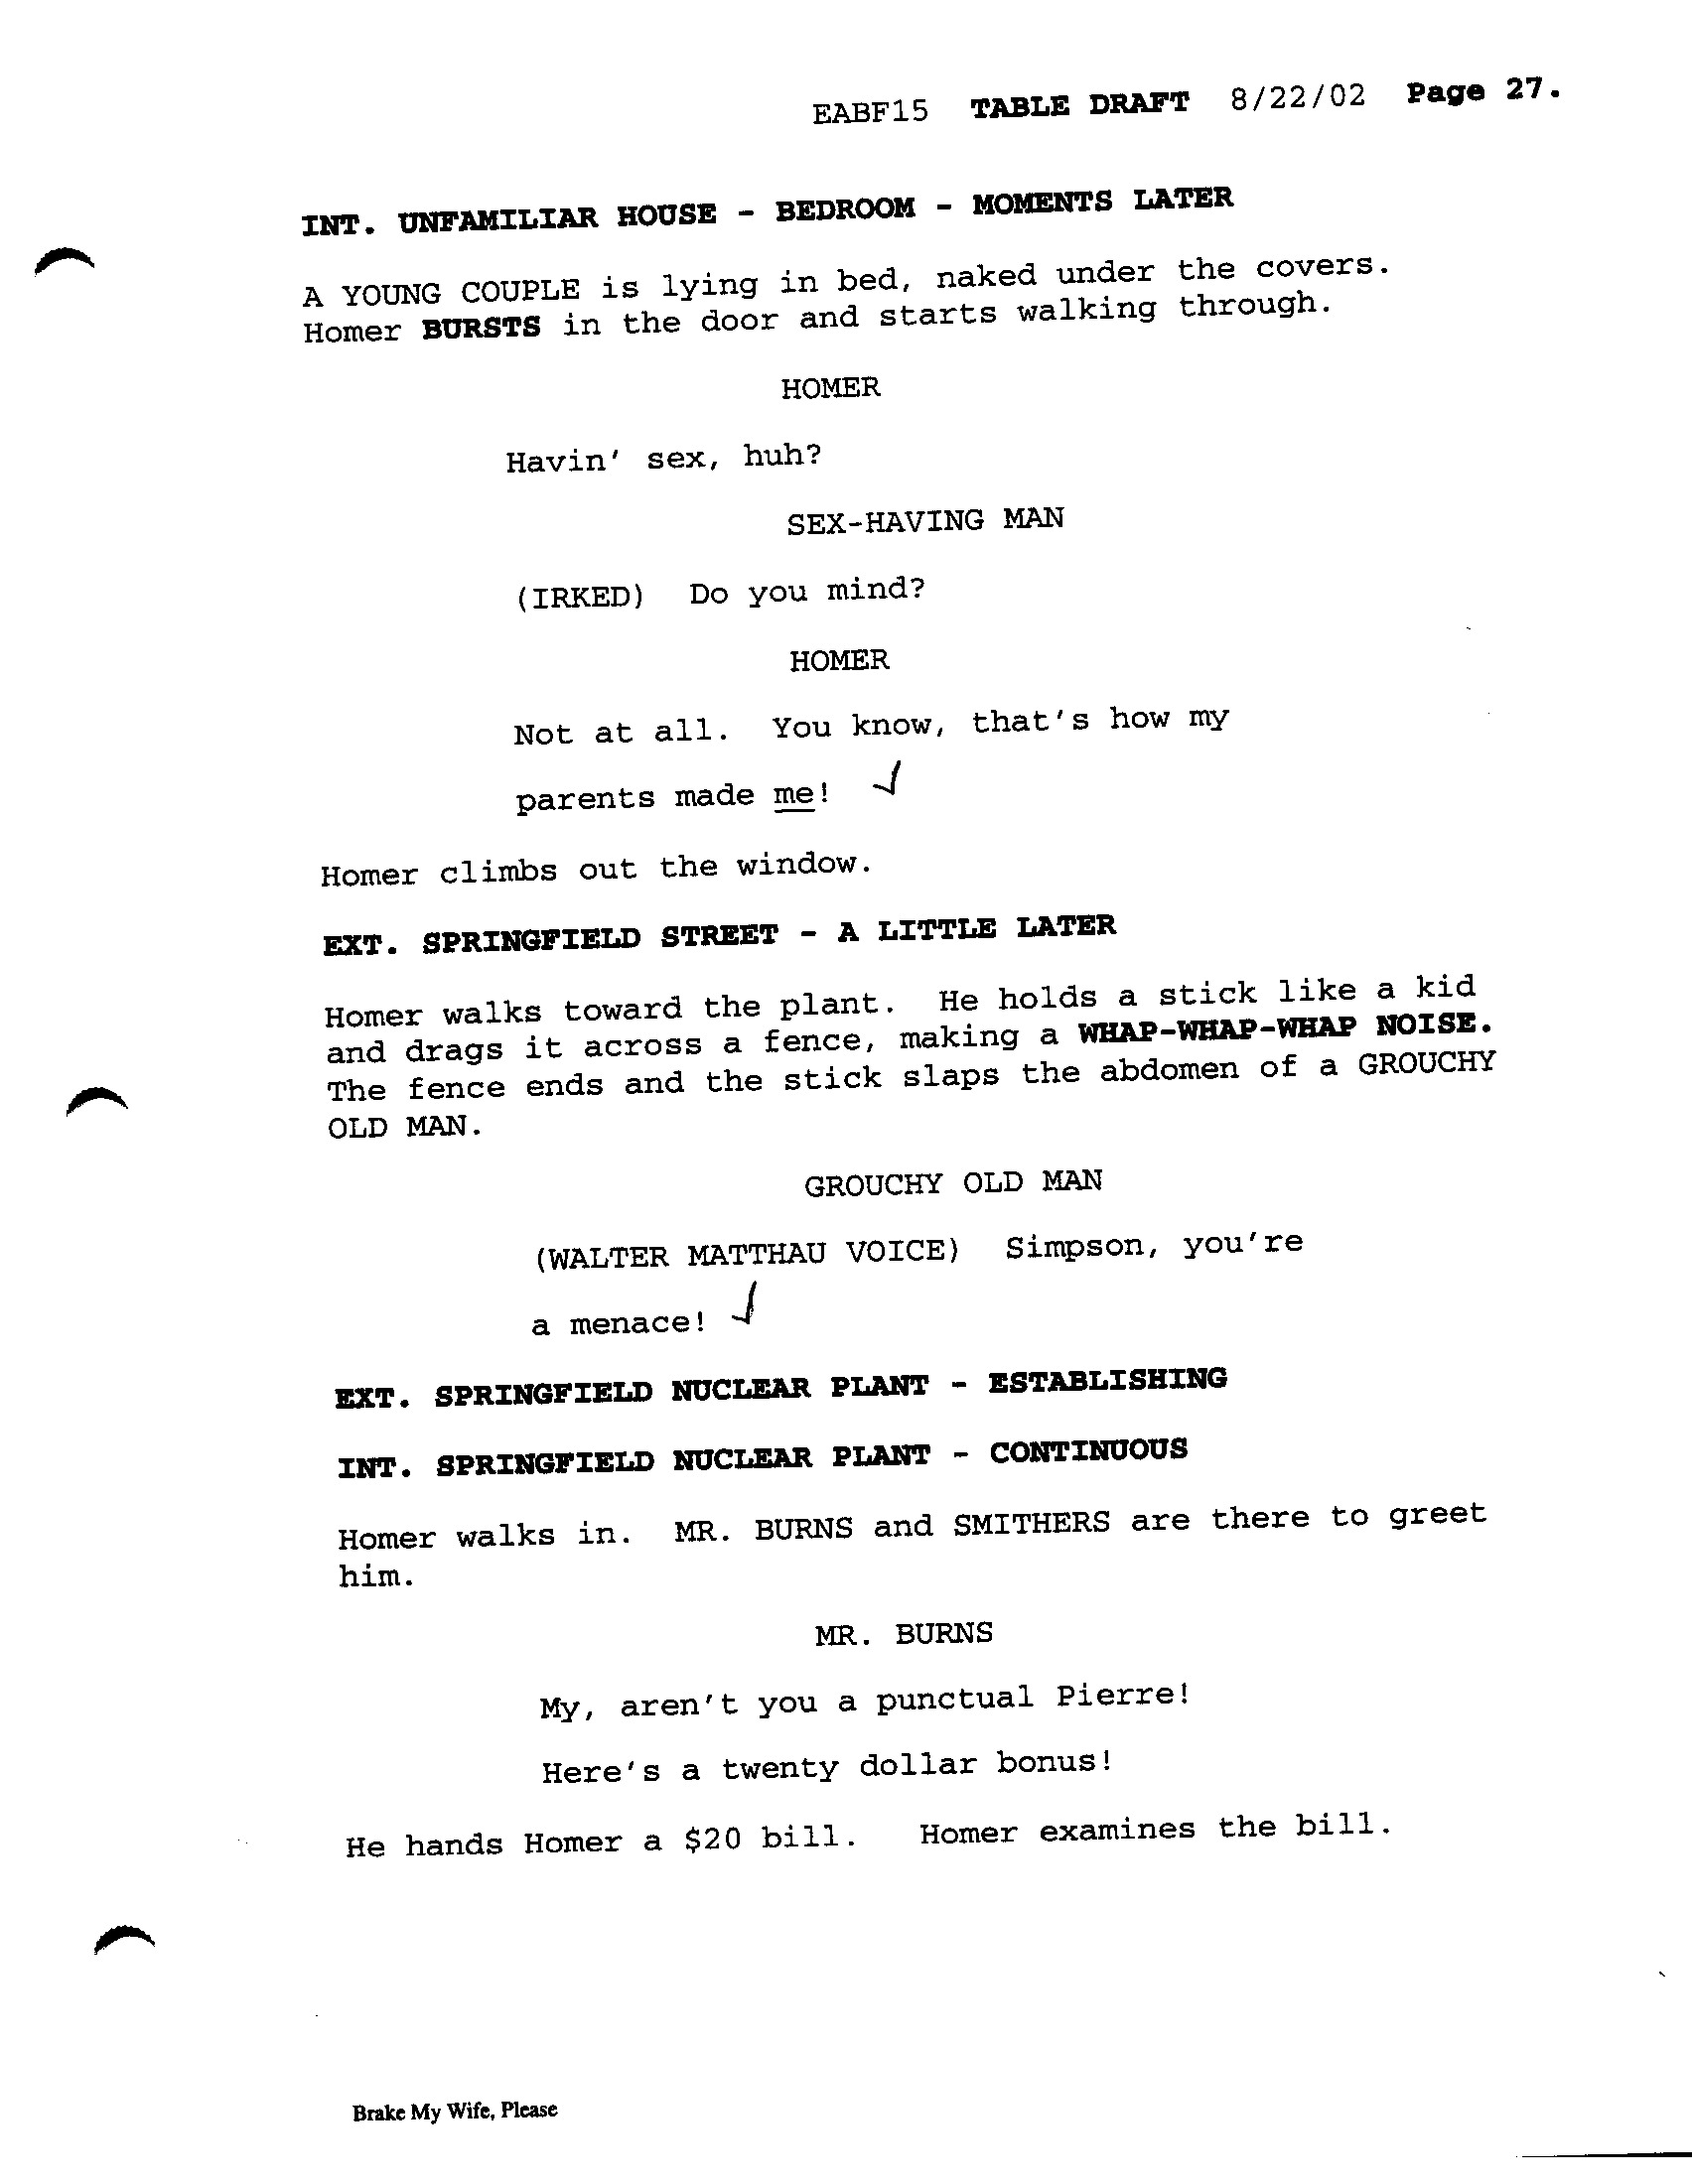 EABF15 TABLE DRAFT 8/22/02 Page 27.
INT. UNFAMILIAR HOUSE - BEDROOM - MOMENTS LATER
A YOUNG COUPLE is lying in bed, naked under the covers.
Homer BURSTS in the door and starts walking through.
HOMER
Havin' sex, huh?
SEX-HAVING MAN
(IRKED) Do you mind?
HOMER
Not at all. You know, that's how my
parents made me! ✓
Homer climbs out the window.
EXT. SPRINGFIELD STREET - A LITTLE LATER
Homer walks toward the plant. He holds a stick like a kid
and drags it across a fence, making a WHAP-WHAP-WHAP NOISE.
The fence ends and the stick slaps the abdomen of a GROUCHY
OLD MAN.
GROUCHY OLD MAN
(WALTER MATTHAU VOICE) Simpson, you're
a menace! ✓
EXT. SPRINGFIELD NUCLEAR PLANT - ESTABLISHING
INT. SPRINGFIELD NUCLEAR PLANT - CONTINUOUS
Homer walks in. MR. BURNS and SMITHERS are there to greet
him.
MR. BURNS
My, aren't you a punctual Pierre!
Here's a twenty dollar bonus!
He hands Homer a $20 bill. Homer examines the bill.
Brake My Wife, Please